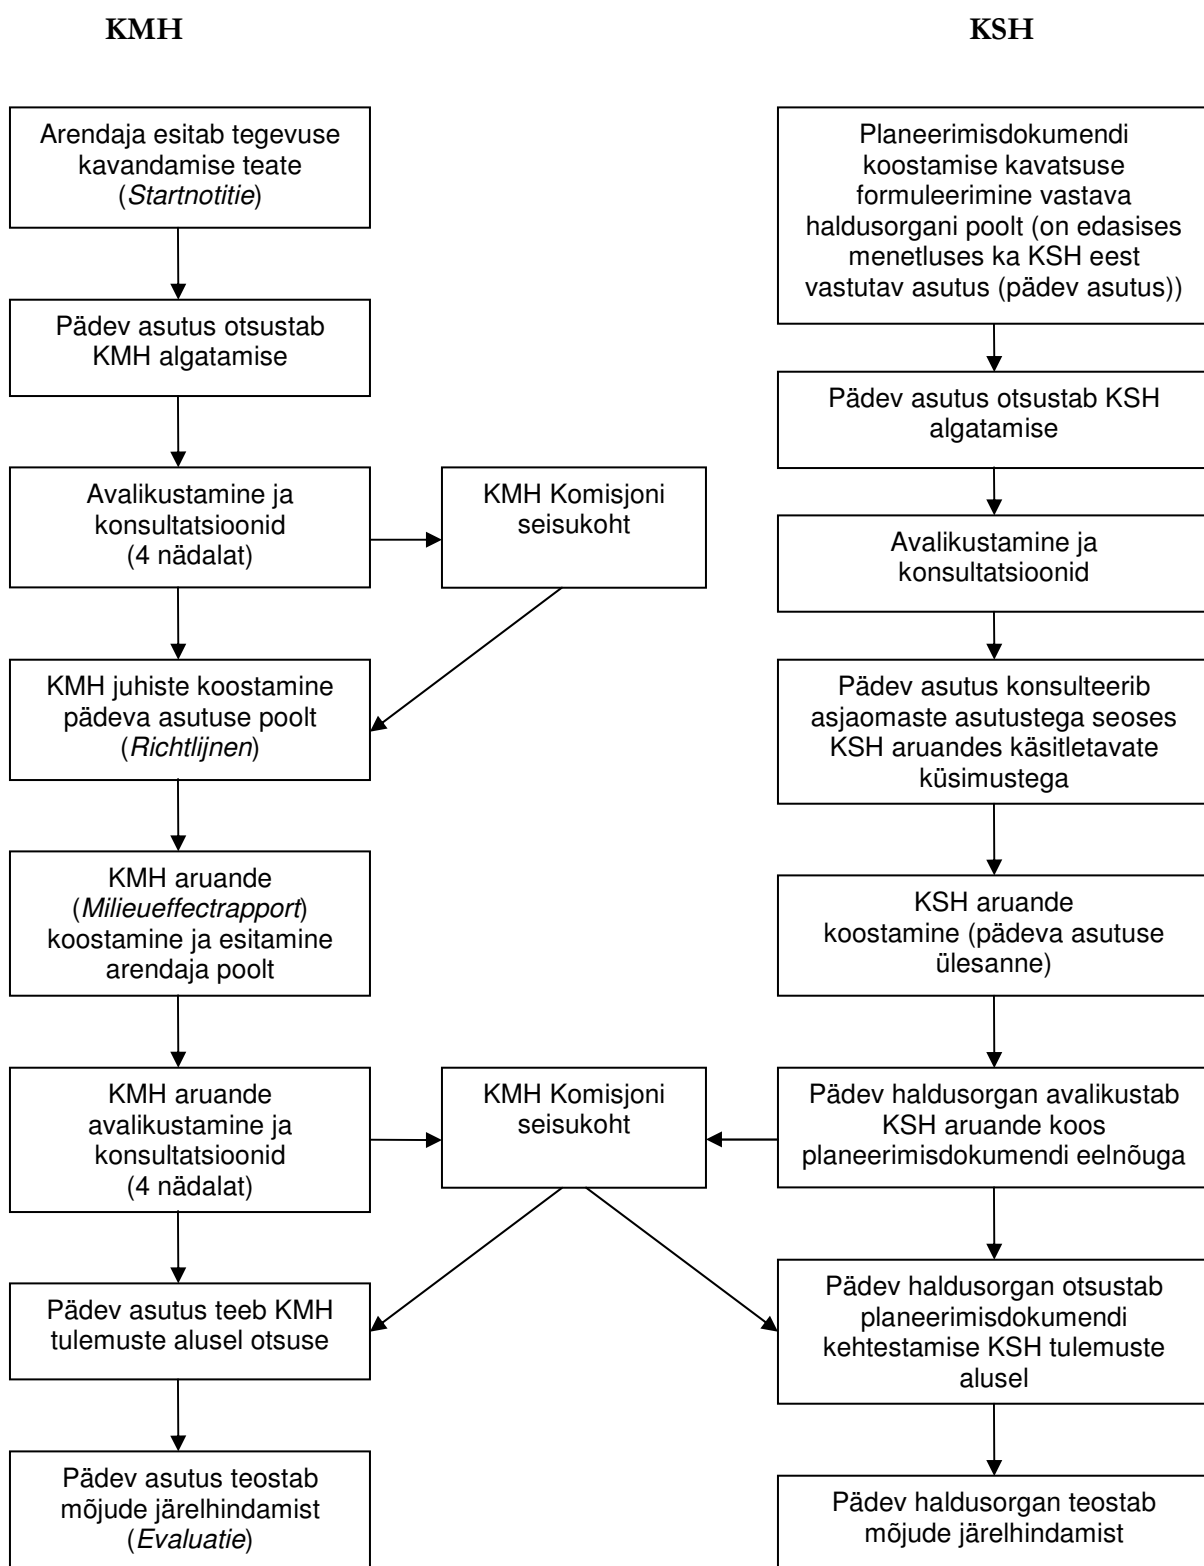 KMH
Arendaja esitab tegevuse
kavandamise teate
(Startnotitie)
Pädev asutus otsustab
KMH algatamise
Avalikustamine ja
konsultatsioonid
(4 nädalat)
KMH Komisjoni
seisukoht
KMH juhiste koostamine
pädeva asutuse poolt
(Richtlijnen)
KMH aruande
(Milieueffectrapport)
koostamine ja esitamine
arendaja poolt
KMH aruande
avalikustamine ja
konsultatsioonid
(4 nädalat)
KMH Komisjoni
seisukoht
Pädev asutus teeb KMH
tulemuste alusel otsuse
Pädev asutus teostab
mõjude järelhindamist
(Evaluatie)
KSH
Planeerimisdokumendi
koostamise kavatsuse
formuleerimine vastava
haldusorgani poolt (on edasises
menetluses ka KSH eest
vastutav asutus (pädev asutus))
Pädev asutus otsustab KSH
algatamise
Avalikustamine ja
konsultatsioonid
Pädev asutus konsulteerib
asjaomaste asutustega seoses
KSH aruandes käsitletavate
küsimustega
KSH aruande
koostamine (pädeva asutuse
ülesanne)
Pädev haldusorgan avalikustab
KSH aruande koos
planeerimisdokumendi eelnõuga
Pädev haldusorgan otsustab
planeerimisdokumendi
kehtestamise KSH tulemuste
alusel
Pädev haldusorgan teostab
mõjude järelhindamist